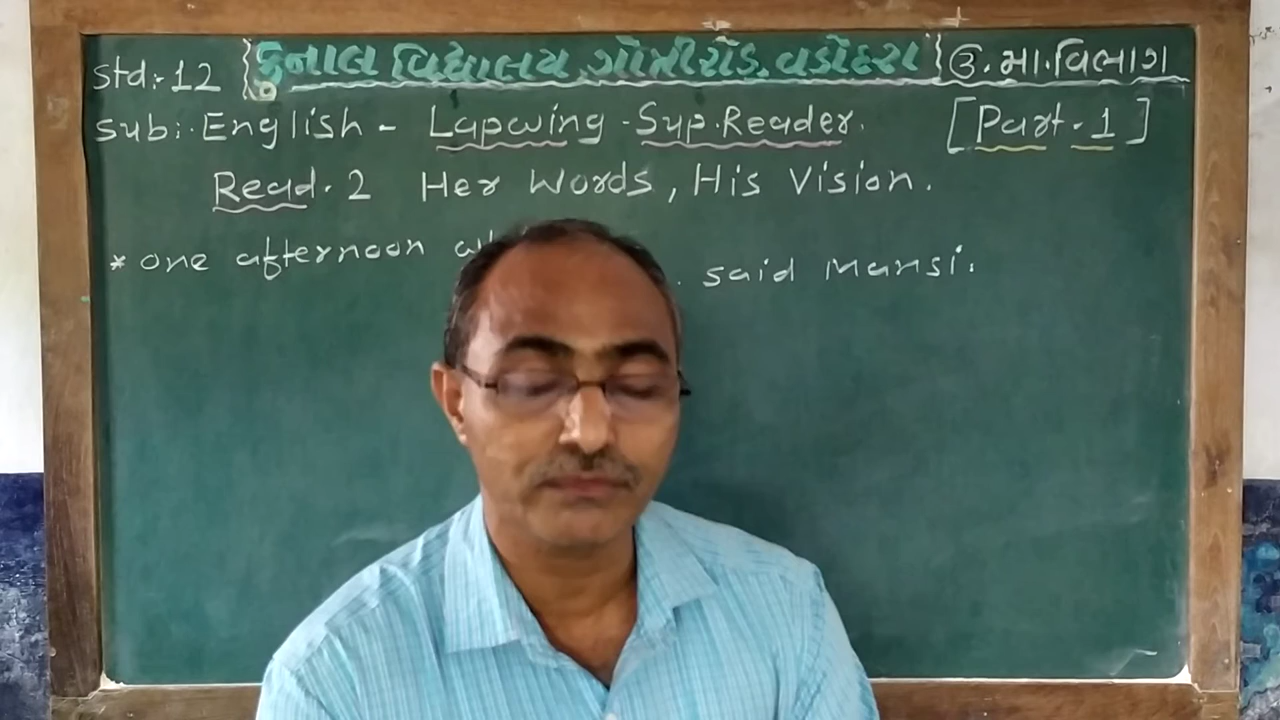 Std:-12 {કુનાલ વિદ્યાલય, ગોત્રીરોડ, વડોદરા} ઉ.મા.વિભાગ
Sub:- English - Lapwing - Sup. Reader. [Part-1]
Read-2 Her Words, His Vision.
* one afternoon said Mansi.